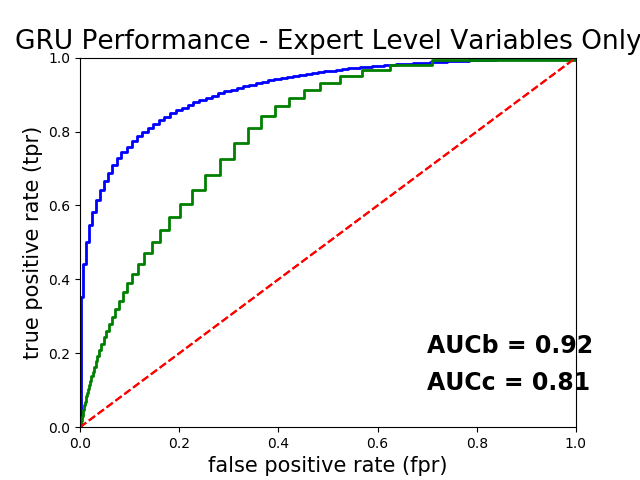 GRU Performance - Expert Level Variables Only
1.0
0.8
0.6
0.4
0.2
0.0
true positive rate (tpr)
AUCb = 0.92
AUCc = 0.81
0.0 0.2 0.4 0.6 0.8 1.0
false positive rate (fpr)